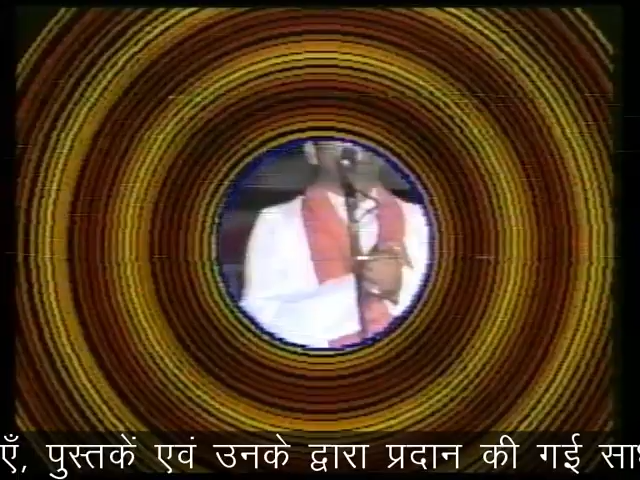 एँ, पुस्तकें एवं उनके द्वारा प्रदान की गई